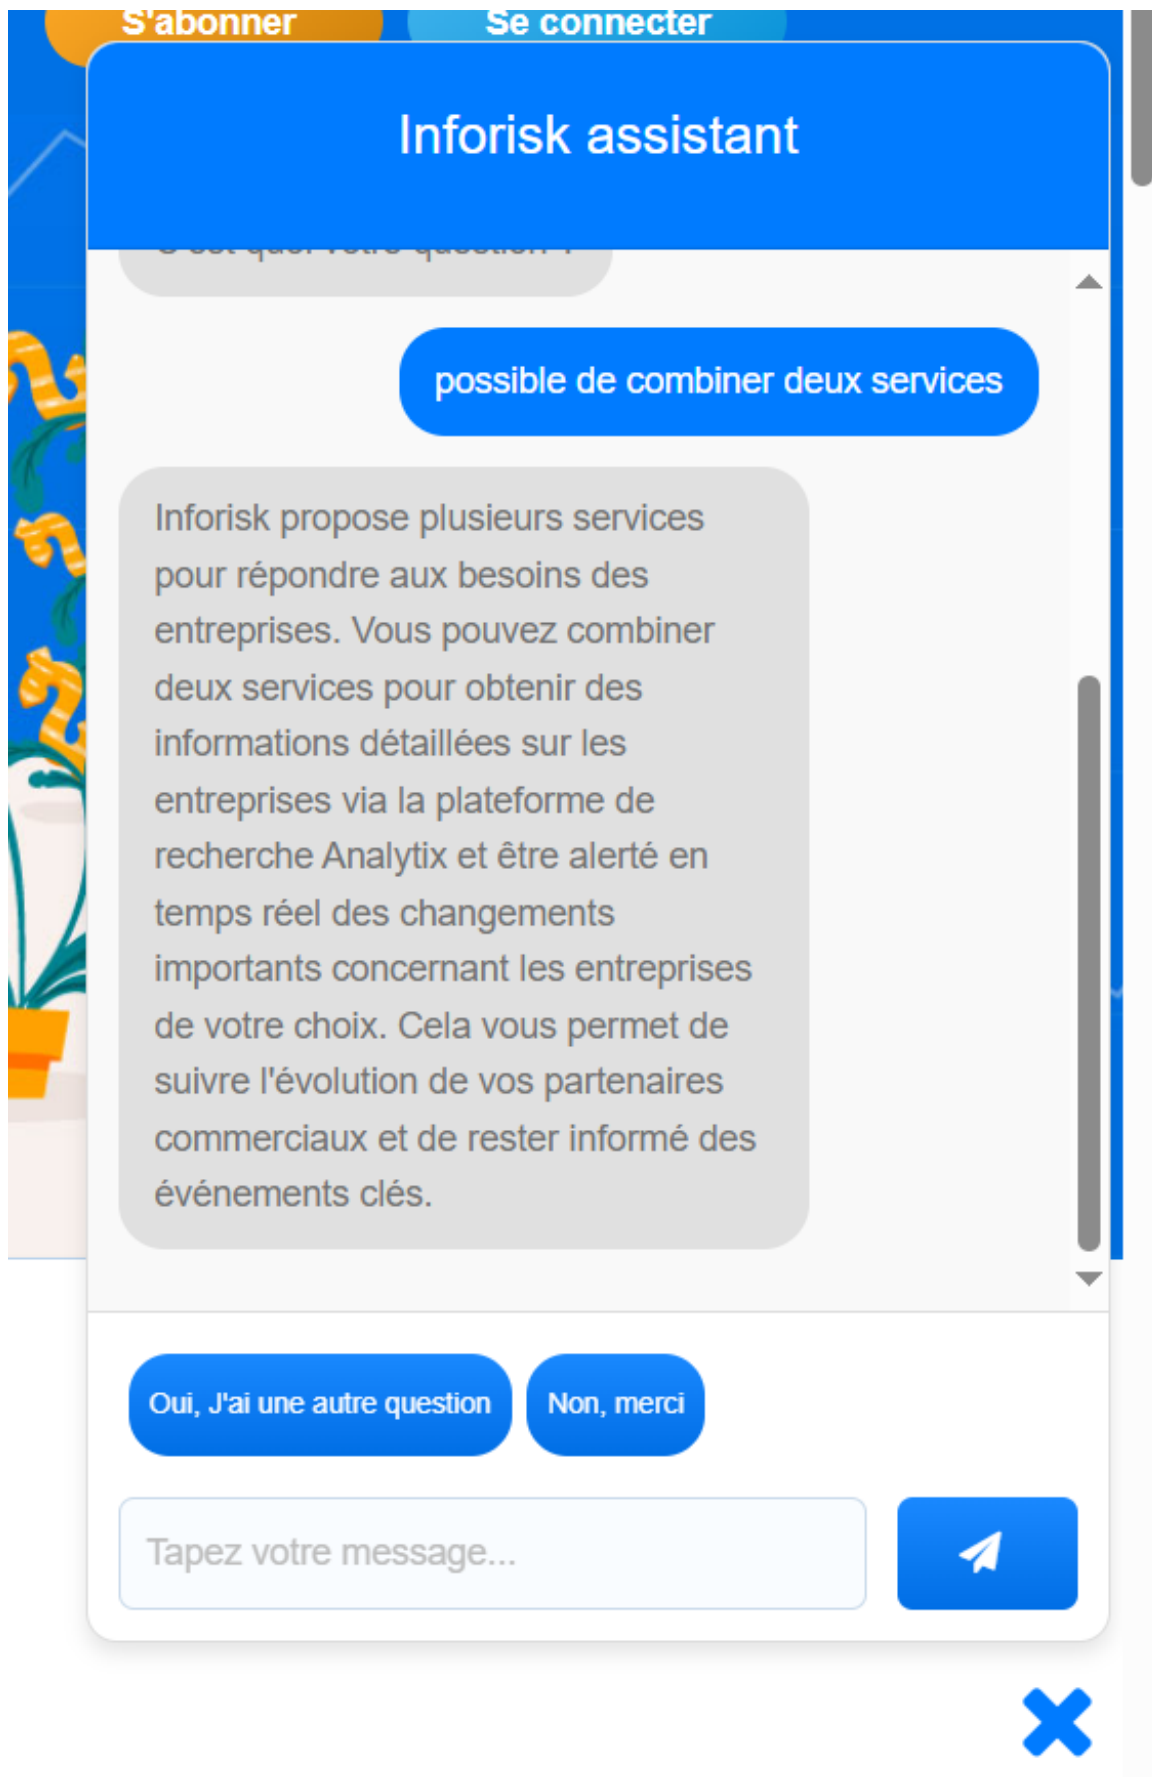 S'abonner
Se connecter
Inforisk assistant
C'est quoi votre question ?
possible de combiner deux services
Inforisk propose plusieurs services
pour répondre aux besoins des
entreprises. Vous pouvez combiner
deux services pour obtenir des
informations détaillées sur les
entreprises via la plateforme de
recherche Analytix et être alerté en
temps réel des changements
importants concernant les entreprises
de votre choix. Cela vous permet de
suivre l'évolution de vos partenaires
commerciaux et de rester informé des
événements clés.
Oui, J'ai une autre question
Non, merci
Tapez votre message...